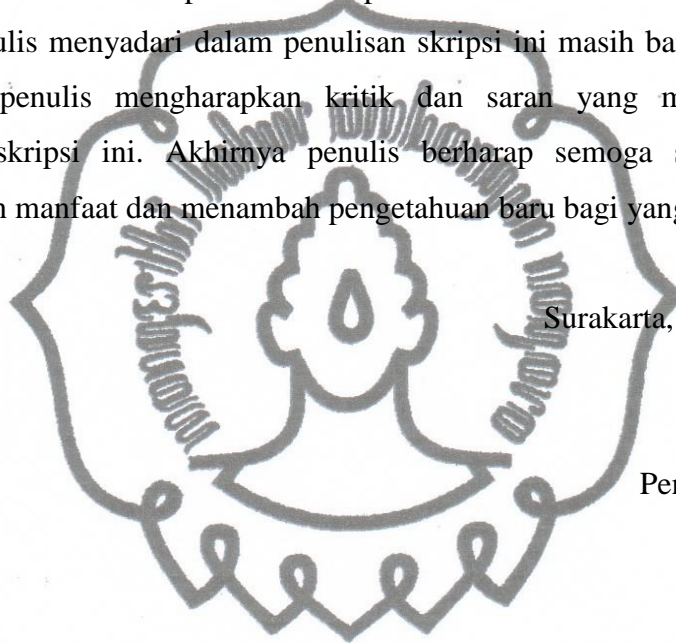 ulis menyadari dalam penulisan skripsi ini masih ba
penulis mengharapkan kritik dan saran yang m
skripsi ini. Akhirnya penulis berharap semoga s
manfaat dan menambah pengetahuan baru bagi yang
Surakarta,